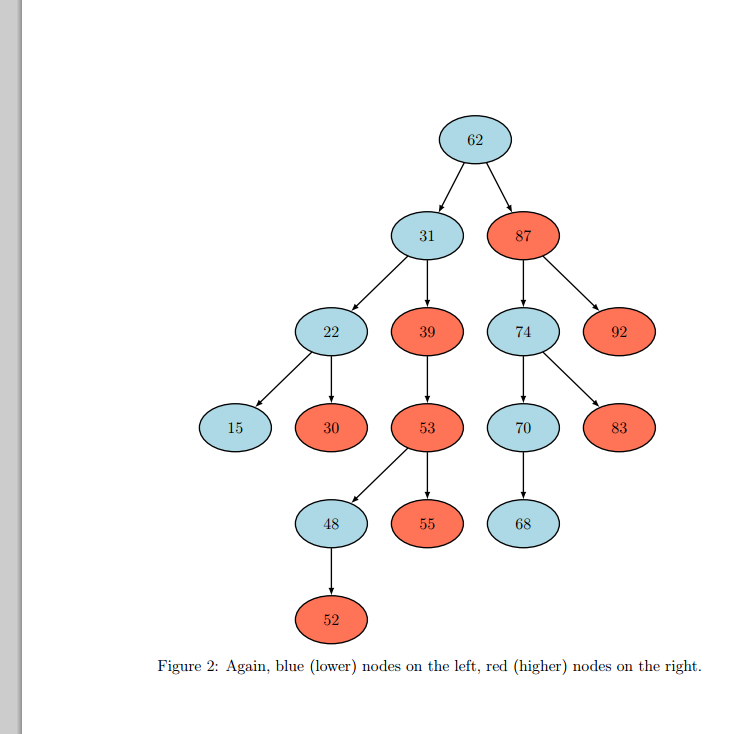 62
31 87
22 39 74 92
15 30 53 70 83
48 55 68
52
Figure 2: Again, blue (lower) nodes on the left, red (higher) nodes on the right.